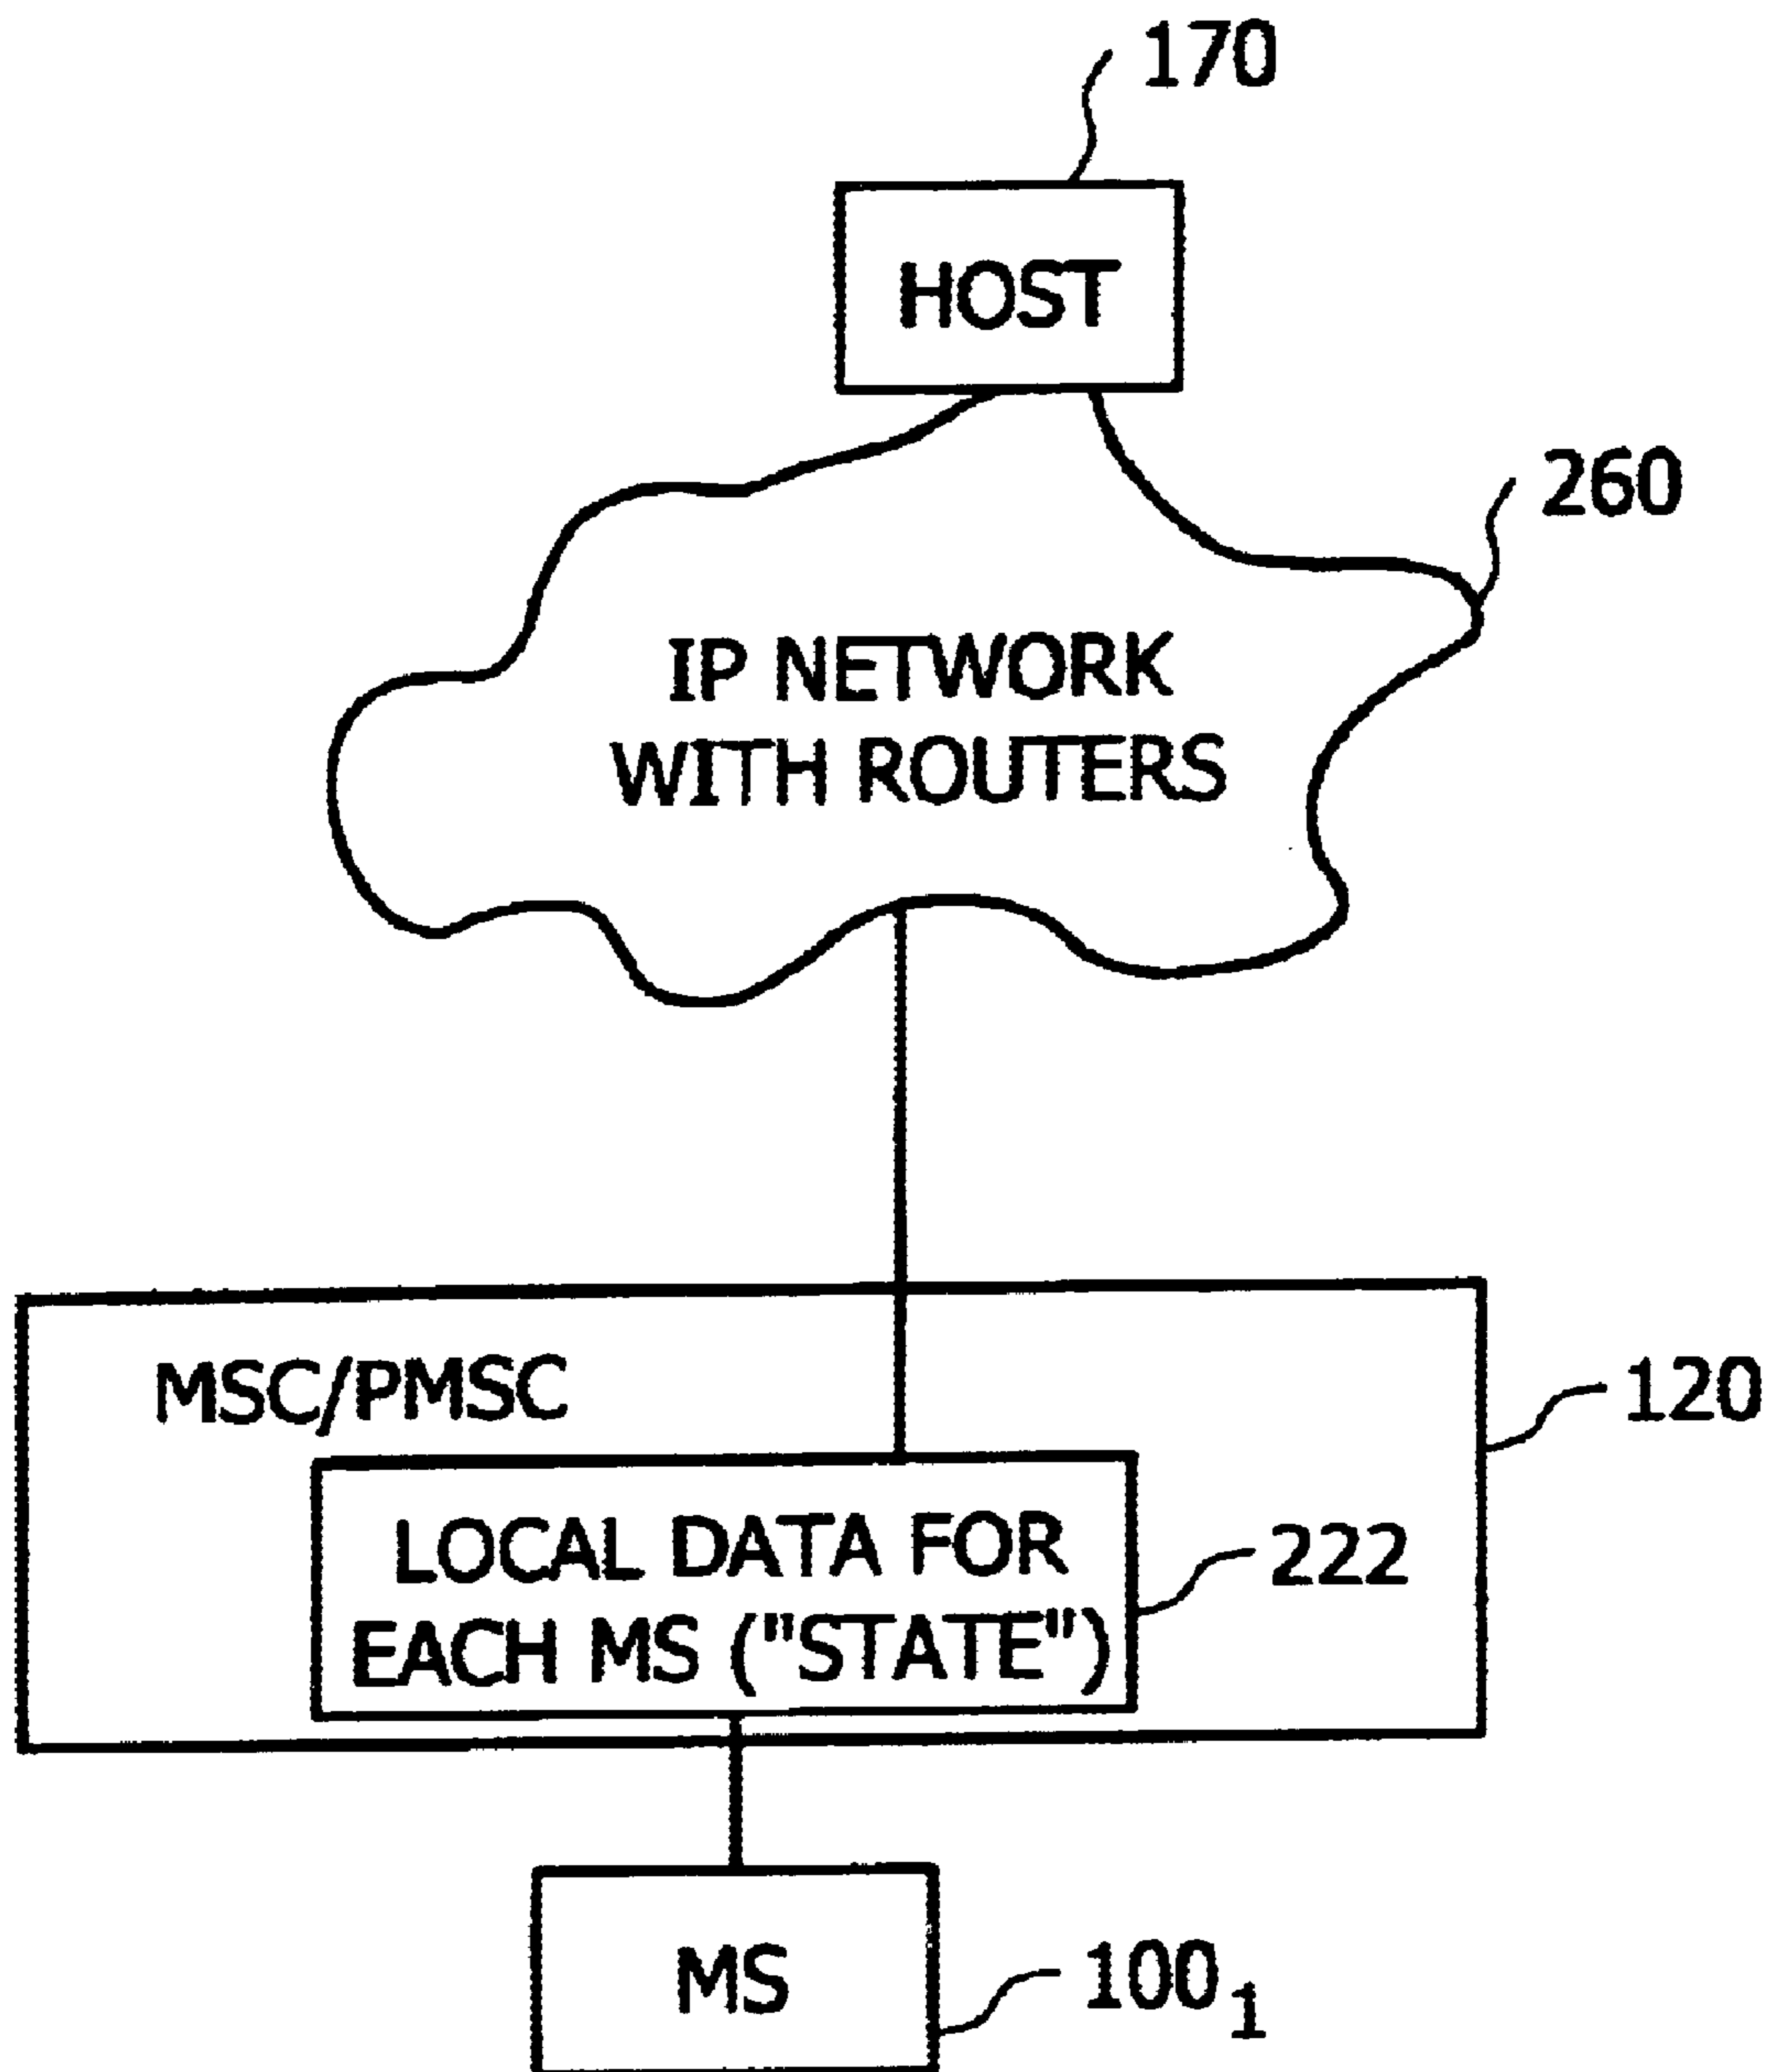 170
HOST
260
IP NETWORK
WITH ROUTERS
MSC/PMSC
120
LOCAL DATA FOR
EACH MS ("STATE")
222
MS
100₁